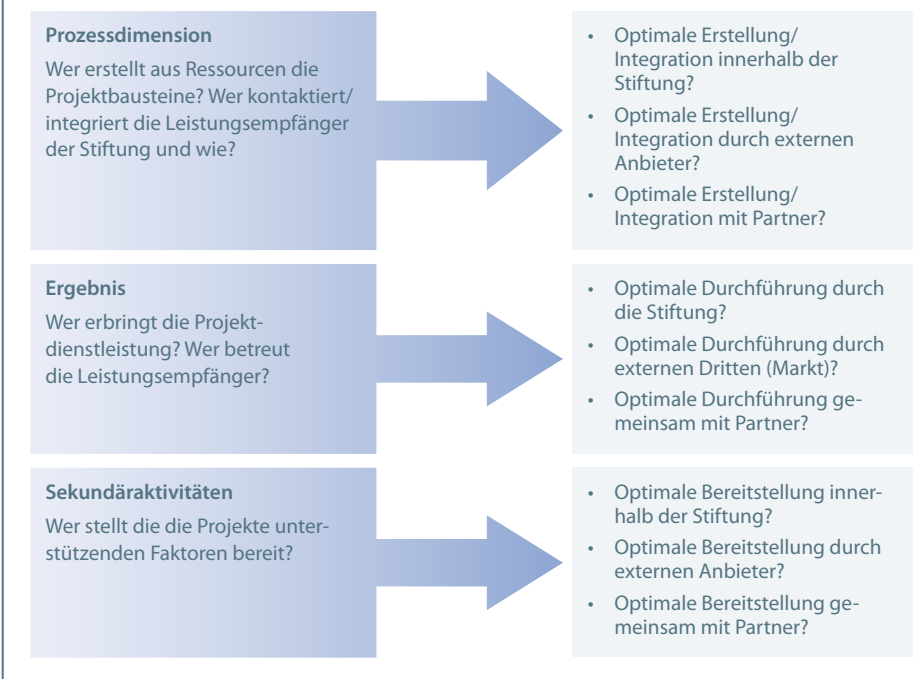 Prozessdimension
Wer erstellt aus Ressourcen die
Projektbausteine? Wer kontaktiert/
integriert die Leistungsempfänger
der Stiftung und wie?
• Optimale Erstellung/
Integration innerhalb der
Stiftung?
• Optimale Erstellung/
Integration durch externen
Anbieter?
• Optimale Erstellung/
Integration mit Partner?
Ergebnis
Wer erbringt die Projekt-
dienstleistung? Wer betreut
die Leistungsempfänger?
• Optimale Durchführung durch
die Stiftung?
• Optimale Durchführung durch
externen Dritten (Markt)?
• Optimale Durchführung ge-
meinsam mit Partner?
Sekundäraktivitäten
Wer stellt die die Projekte unter-
stützenden Faktoren bereit?
• Optimale Bereitstellung inner-
halb der Stiftung?
• Optimale Bereitstellung durch
externen Anbieter?
• Optimale Bereitstellung ge-
meinsam mit Partner?